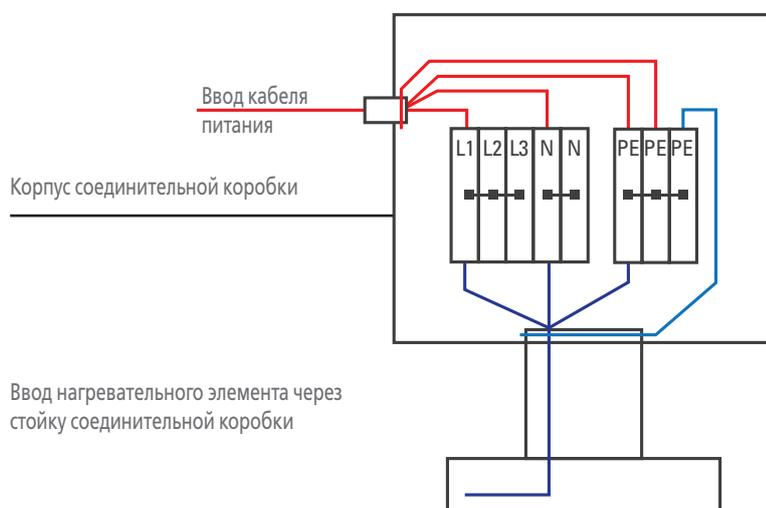 Ввод кабеля
питания
L1 L2 L3 N N PE PE PE
Корпус соединительной коробки
Ввод нагревательного элемента через
стойку соединительной коробки